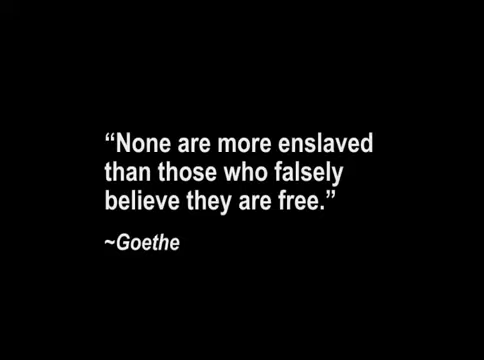 “None are more enslaved
than those who falsely
believe they are free.”
~Goethe